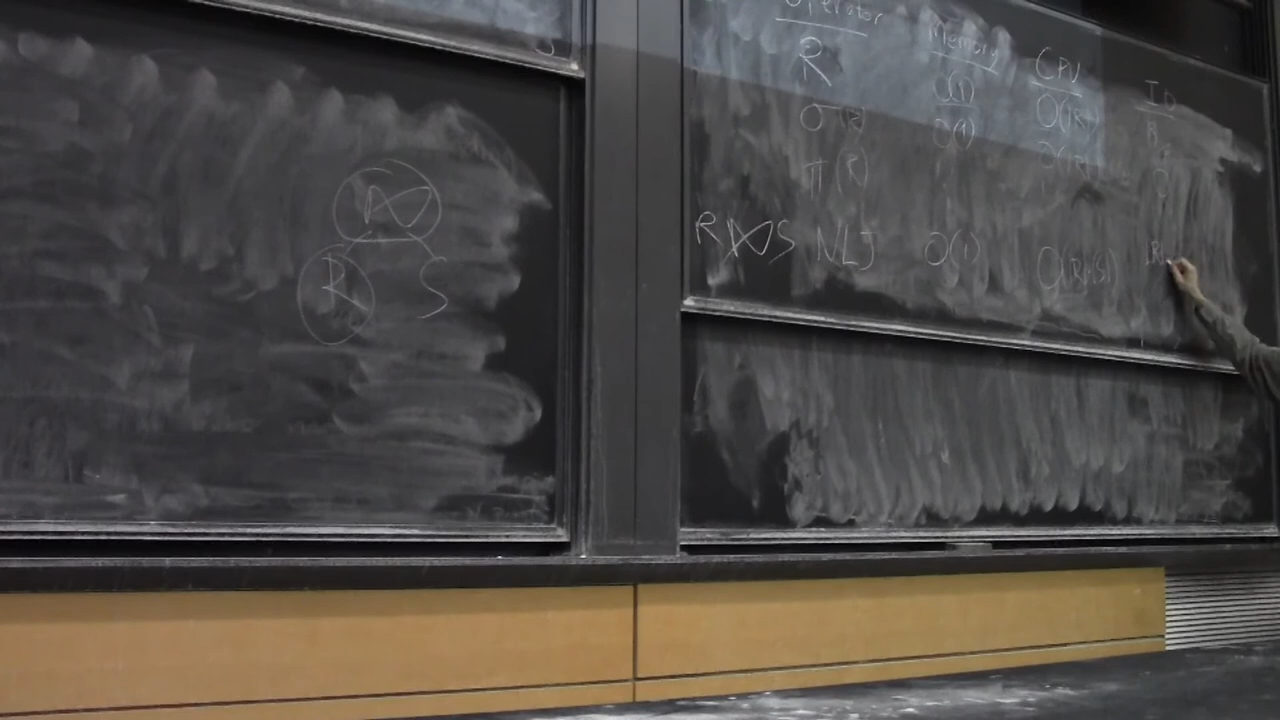 ⋈
R S
Operator Memory CPU IO
R O(1) O(|R|) R
σ(R) O(1) O(|R|)
π(R)
R ⋈ S NLJ O(1) O(|R|·|S|)